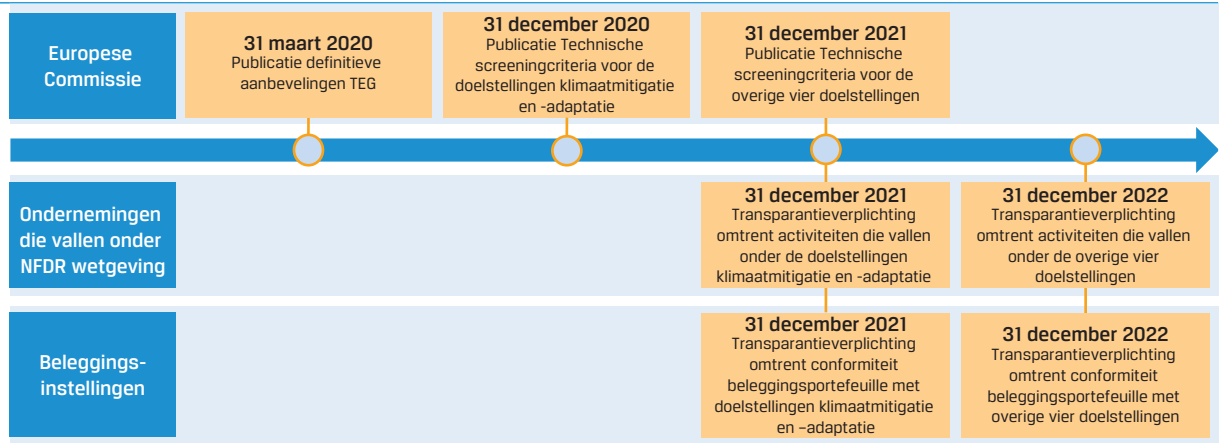 Europese
Commissie
31 maart 2020
Publicatie definitieve
aanbevelingen TEG
31 december 2020
Publicatie Technische
screeningcriteria voor de
doelstellingen klimaatmitigatie
en -adaptatie
31 december 2021
Publicatie Technische
screeningcriteria voor de
overige vier doelstellingen
Ondernemingen
die vallen onder
NFDR wetgeving
31 december 2021
Transparantieverplichting
omtrent activiteiten die vallen
onder de doelstellingen
klimaatmitigatie en -adaptatie
31 december 2022
Transparantieverplichting
omtrent activiteiten die vallen
onder de overige vier
doelstellingen
Beleggings-
instellingen
31 december 2021
Transparantieverplichting
omtrent conformiteit
beleggingsportefeuille met
doelstellingen klimaatmitigatie
en –adaptatie
31 december 2022
Transparantieverplichting
omtrent conformiteit
beleggingsportefeuille met
overige vier doelstellingen